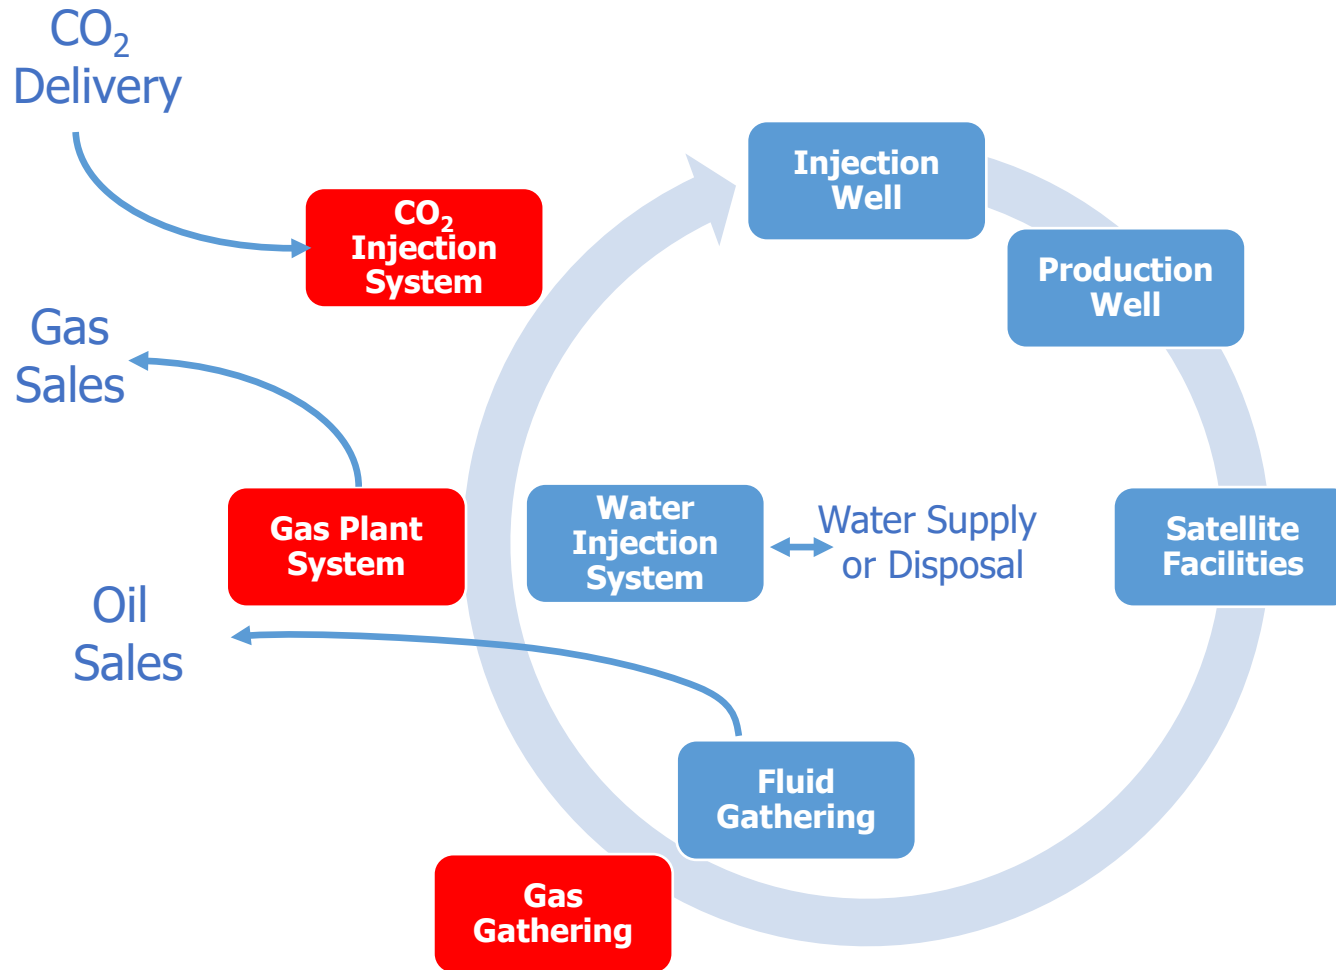 CO₂
Delivery
Injection
Well
CO₂
Injection
System
Production
Well
Gas
Sales
Gas Plant
System
Water
Injection
System
Water Supply
or Disposal
Satellite
Facilities
Oil
Sales
Fluid
Gathering
Gas
Gathering